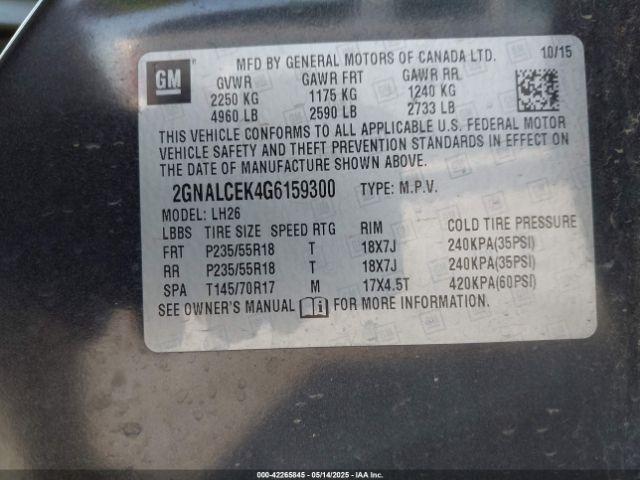 MFD BY GENERAL MOTORS OF CANADA LTD. 10/15
GM
GVWR GAWR FRT GAWR RR
2250 KG 1175 KG 1240 KG
4960 LB 2590 LB 2733 LB
THIS VEHICLE CONFORMS TO ALL APPLICABLE U.S. FEDERAL MOTOR
VEHICLE SAFETY AND THEFT PREVENTION STANDARDS IN EFFECT ON
THE DATE OF MANUFACTURE SHOWN ABOVE.
2GNALCEK4G6159300 TYPE: M.P.V.
MODEL: LH26
LBBS TIRE SIZE SPEED RTG RIM COLD TIRE PRESSURE
FRT P235/55R18 T 18X7J 240KPA(35PSI)
RR P235/55R18 T 18X7J 240KPA(35PSI)
SPA T145/70R17 M 17X4.5T 420KPA(60PSI)
SEE OWNER'S MANUAL FOR MORE INFORMATION.
000-42265845 - 05/14/2025 - IAA, Inc.